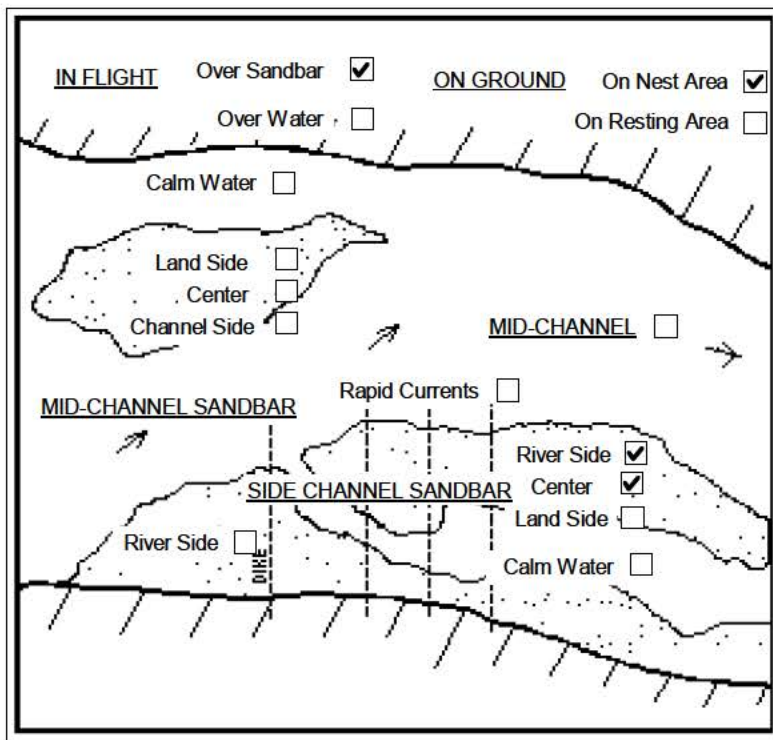 IN FLIGHT Over Sandbar ON GROUND On Nest Area
Over Water On Resting Area
Calm Water
Land Side
Center
Channel Side
MID-CHANNEL
Rapid Currents
MID-CHANNEL SANDBAR
River Side
SIDE CHANNEL SANDBAR Center
Land Side
River Side
DIKE
Calm Water